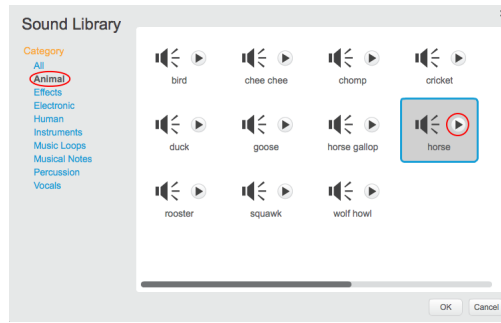 Sound Library
Category
All
Animal
Effects
Electronic
Human
Instruments
Music Loops
Musical Notes
Percussion
Vocals
bird chee chee chomp cricket
duck goose horse gallop horse
rooster squawk wolf howl
OK Cancel